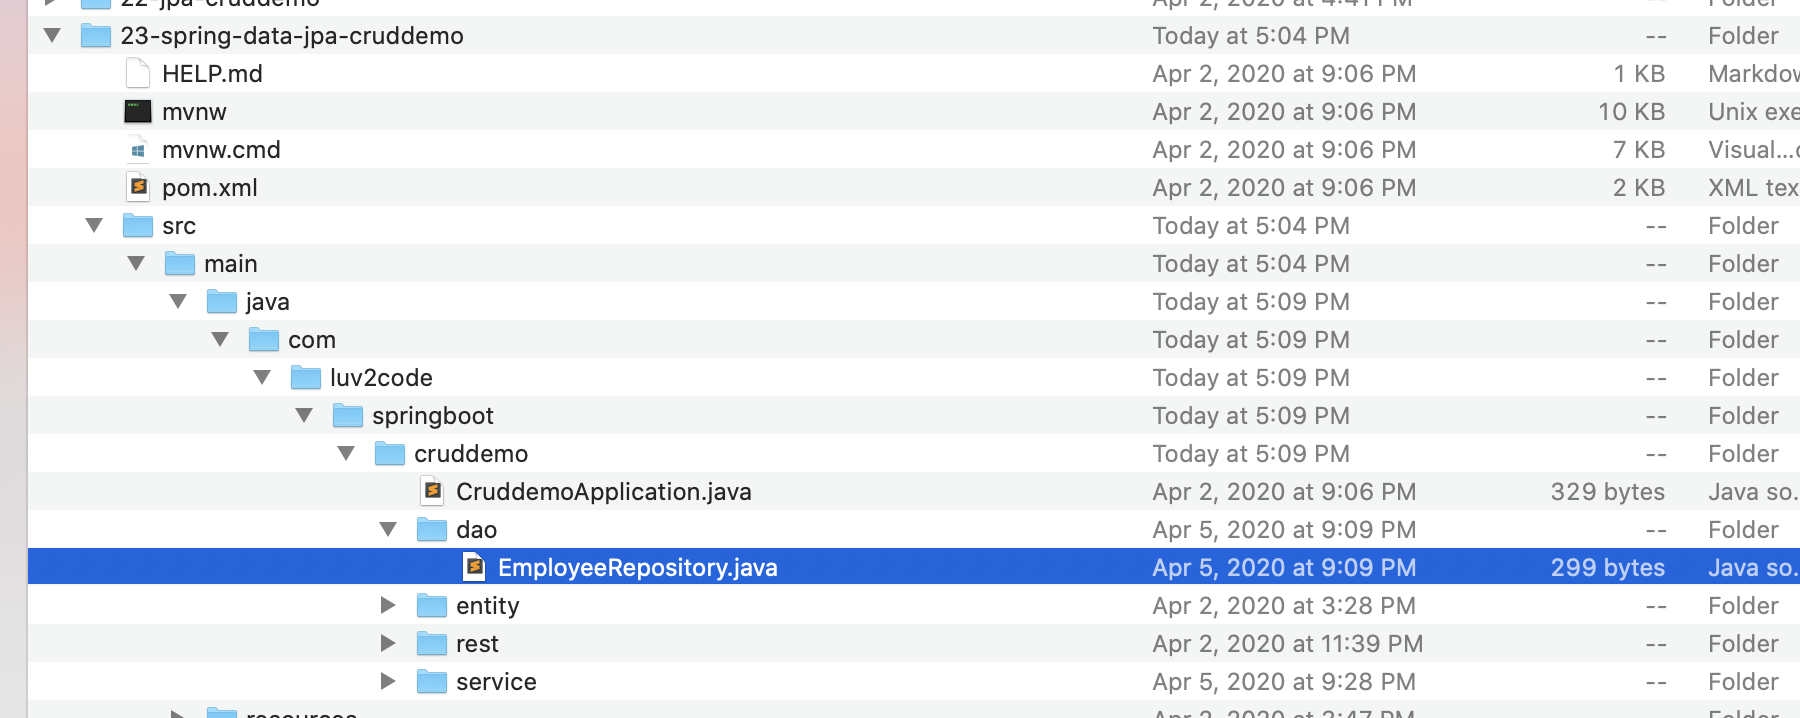 22-jpa-cruddemo Apr 2, 2020 at 4:41 PM -- Folder
23-spring-data-jpa-cruddemo Today at 5:04 PM -- Folder
HELP.md Apr 2, 2020 at 9:06 PM 1 KB Markdow
mvnw Apr 2, 2020 at 9:06 PM 10 KB Unix exe
mvnw.cmd Apr 2, 2020 at 9:06 PM 7 KB Visual...c
pom.xml Apr 2, 2020 at 9:06 PM 2 KB XML tex
src Today at 5:04 PM -- Folder
main Today at 5:04 PM -- Folder
java Today at 5:09 PM -- Folder
com Today at 5:09 PM -- Folder
luv2code Today at 5:09 PM -- Folder
springboot Today at 5:09 PM -- Folder
cruddemo Today at 5:09 PM -- Folder
CruddemoApplication.java Apr 2, 2020 at 9:06 PM 329 bytes Java so.
dao Apr 5, 2020 at 9:09 PM -- Folder
EmployeeRepository.java Apr 5, 2020 at 9:09 PM 299 bytes Java so.
entity Apr 2, 2020 at 3:28 PM -- Folder
rest Apr 2, 2020 at 11:39 PM -- Folder
service Apr 5, 2020 at 9:28 PM -- Folder
resources Apr 2, 2020 at 3:47 PM -- Folder